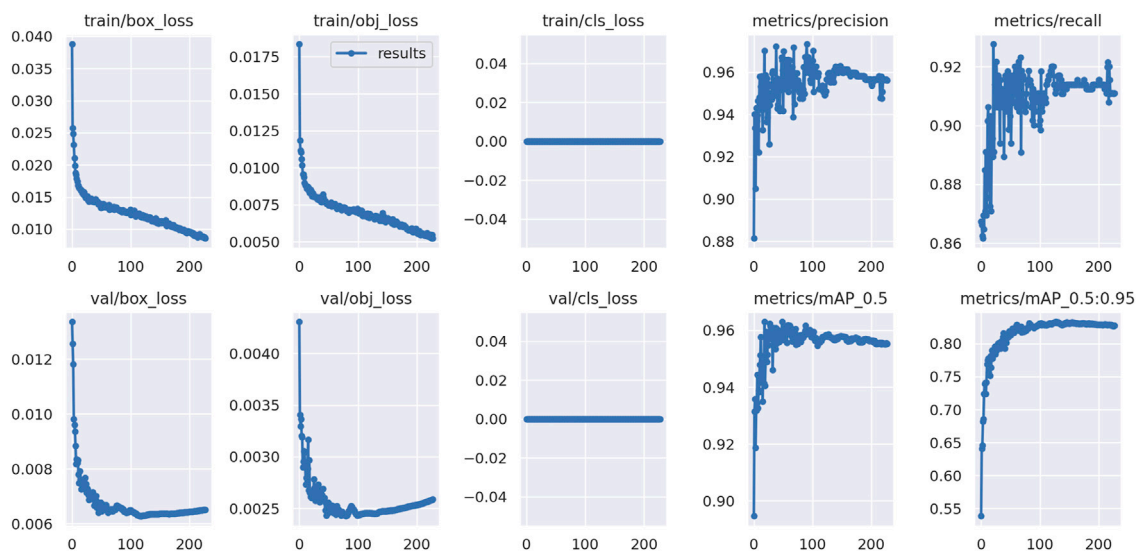 train/box_loss
train/obj_loss
train/cls_loss
metrics/precision
metrics/recall
0.040
0.035
0.030
0.025
0.020
0.015
0.010
0 100 200
0.0175
0.0150
0.0125
0.0100
0.0075
0.0050
results
0 100 200
0.04
0.02
0.00
−0.02
−0.04
0 100 200
0.96
0.94
0.92
0.90
0.88
0 100 200
0.92
0.90
0.88
0.86
0 100 200
val/box_loss
val/obj_loss
val/cls_loss
metrics/mAP_0.5
metrics/mAP_0.5:0.95
0.012
0.010
0.008
0.006
0 100 200
0.0040
0.0035
0.0030
0.0025
0 100 200
0.04
0.02
0.00
−0.02
−0.04
0 100 200
0.96
0.94
0.92
0.90
0 100 200
0.80
0.75
0.70
0.65
0.60
0.55
0 100 200